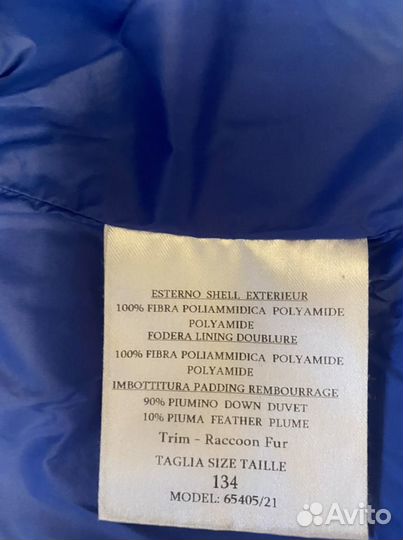 ESTERNO SHELL EXTERIEUR
100% FIBRA POLIAMMIDICA POLYAMIDE
POLYAMIDE
FODERA LINING DOUBLURE
100% FIBRA POLIAMMIDICA POLYAMIDE
POLYAMIDE
IMBOTTITURA PADDING REMBOURRAGE
90% PIUMINO DOWN DUVET
10% PIUMA FEATHER PLUME
Trim - Raccoon Fur
TAGLIA SIZE TAILLE
134
MODEL: 65405/21
Avito